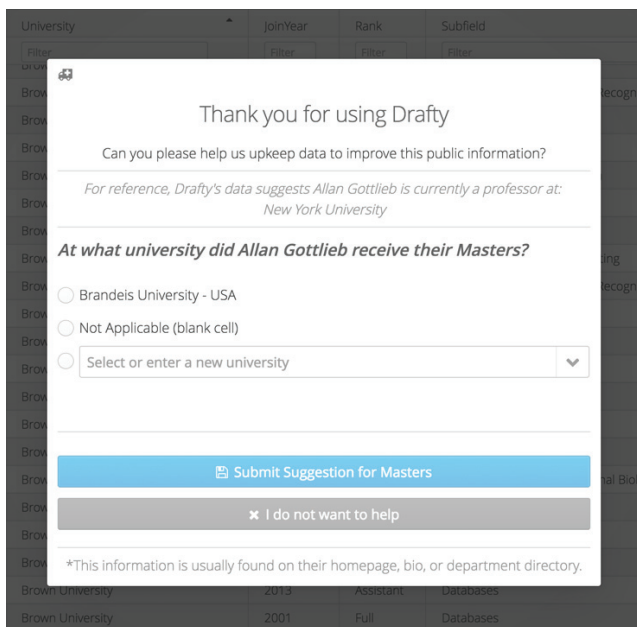 University JoinYear Rank Subfield
Filter Filter Filter Filter
Thank you for using Drafty
Can you please help us upkeep data to improve this public information?
For reference, Drafty's data suggests Allan Gottlieb is currently a professor at:
New York University
At what university did Allan Gottlieb receive their Masters?
Brandeis University - USA
Not Applicable (blank cell)
Select or enter a new university
Submit Suggestion for Masters
I do not want to help
*This information is usually found on their homepage, bio, or department directory.
Brown University 2013 Assistant Databases
Brown University 2001 Full Databases